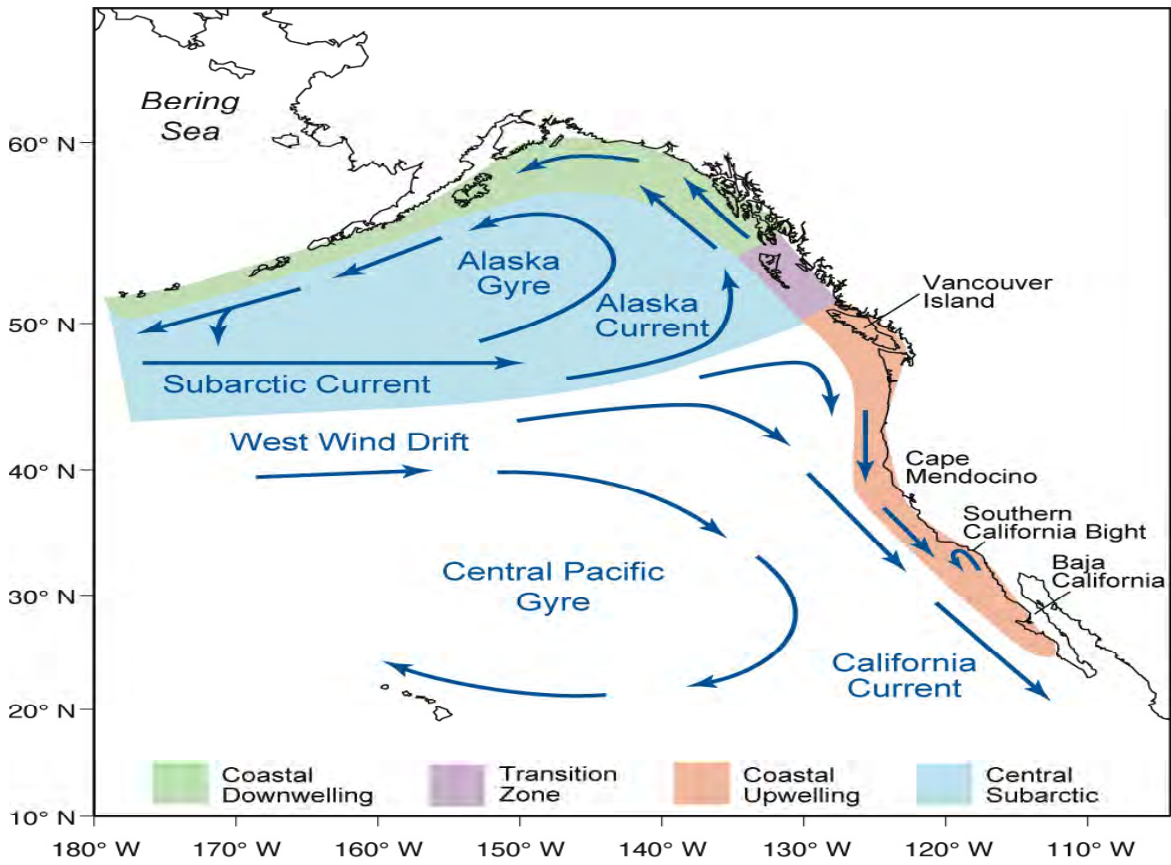 Bering
Sea
60° N
Alaska
Gyre
Alaska
Current
Vancouver
Island
50° N
Subarctic Current
West Wind Drift
40° N
Cape
Mendocino
Southern
California Bight
Baja
California
Central Pacific
Gyre
30° N
California
Current
20° N
Coastal
Downwelling
Transition
Zone
Coastal
Upwelling
Central
Subarctic
10° N
180° W
170° W
160° W
150° W
140° W
130° W
120° W
110° W